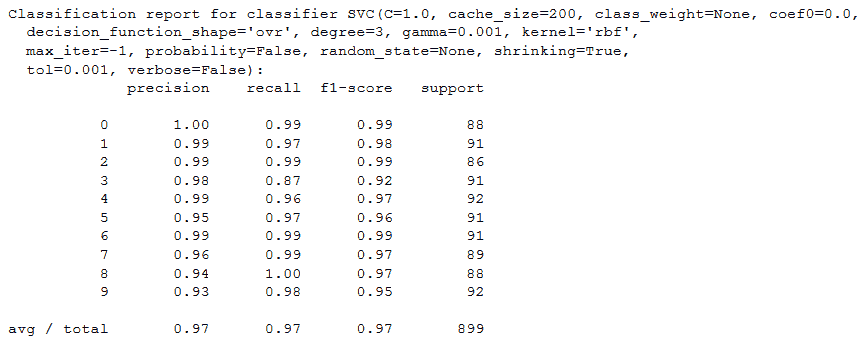 Classification report for classifier SVC(C=1.0, cache_size=200, class_weight=None, coef0=0.0,
  decision_function_shape='ovr', degree=3, gamma=0.001, kernel='rbf',
  max_iter=-1, probability=False, random_state=None, shrinking=True,
  tol=0.001, verbose=False):
             precision    recall  f1-score   support

          0       1.00      0.99      0.99        88
          1       0.99      0.97      0.98        91
          2       0.99      0.99      0.99        86
          3       0.98      0.87      0.92        91
          4       0.99      0.96      0.97        92
          5       0.95      0.97      0.96        91
          6       0.99      0.99      0.99        91
          7       0.96      0.99      0.97        89
          8       0.94      1.00      0.97        88
          9       0.93      0.98      0.95        92

avg / total       0.97      0.97      0.97       899